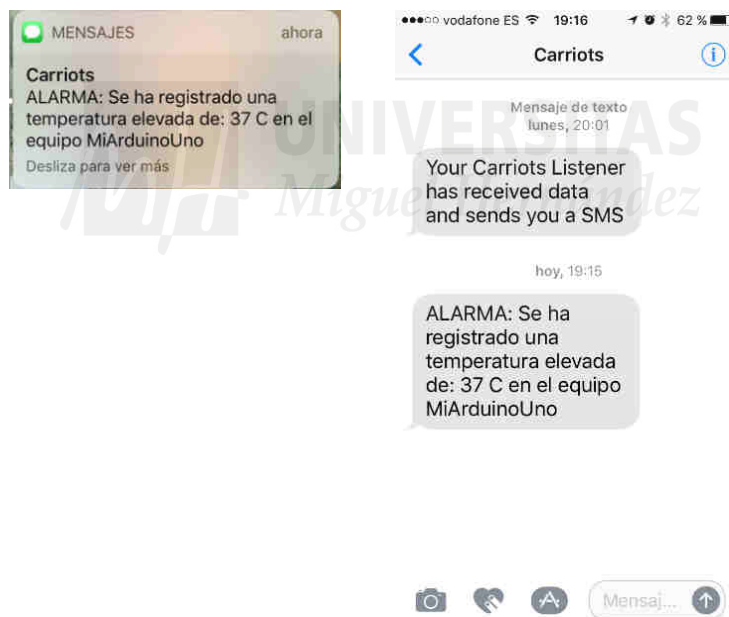 MENSAJES ahora
Carriots
ALARMA: Se ha registrado una
temperatura elevada de: 37 C en el
equipo MiArduinoUno
Desliza para ver más
vodafone ES 19:16 62 %
Carriots
Mensaje de texto
lunes, 20:01
Your Carriots Listener
has received data
and sends you a SMS
hoy, 19:15
ALARMA: Se ha
registrado una
temperatura elevada
de: 37 C en el equipo
MiArduinoUno
Mensaj...
UNIVERSITAS
Miguel Hernández